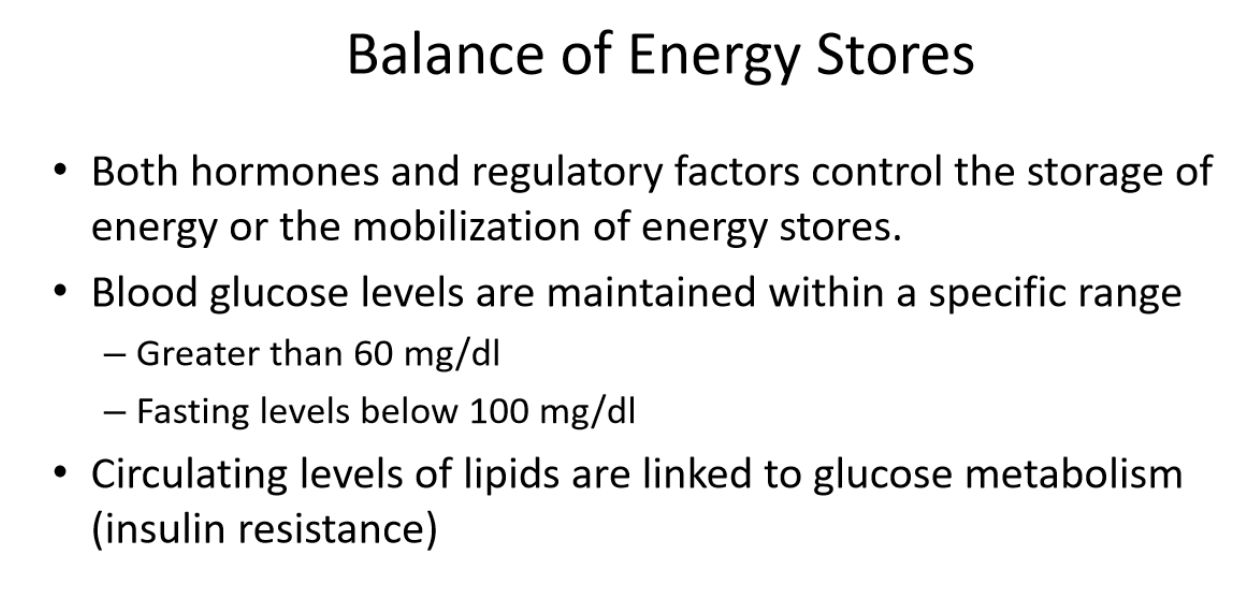 Balance of Energy Stores
• Both hormones and regulatory factors control the storage of
energy or the mobilization of energy stores.
• Blood glucose levels are maintained within a specific range
– Greater than 60 mg/dl
– Fasting levels below 100 mg/dl
• Circulating levels of lipids are linked to glucose metabolism
(insulin resistance)